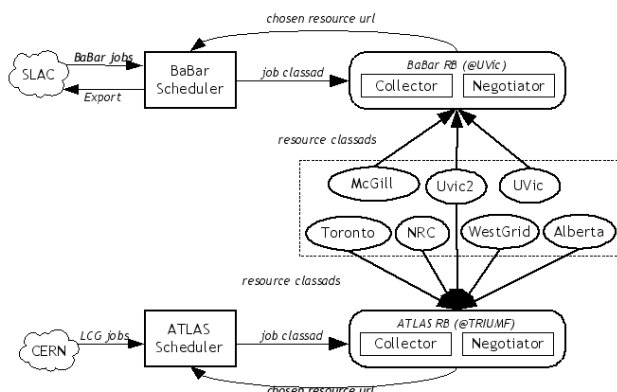 chosen resource url
BaBar jobs
SLAC
Export
BaBar
Scheduler
job classad
BaBar RB (@UVic)
Collector
Negotiator
resource classads
McGill
Uvic2
UVic
Toronto
NRC
WestGrid
Alberta
resource classads
LCG jobs
CERN
ATLAS
Scheduler
job classad
ATLAS RB (@TRIUMF)
Collector
Negotiator
chosen resource url